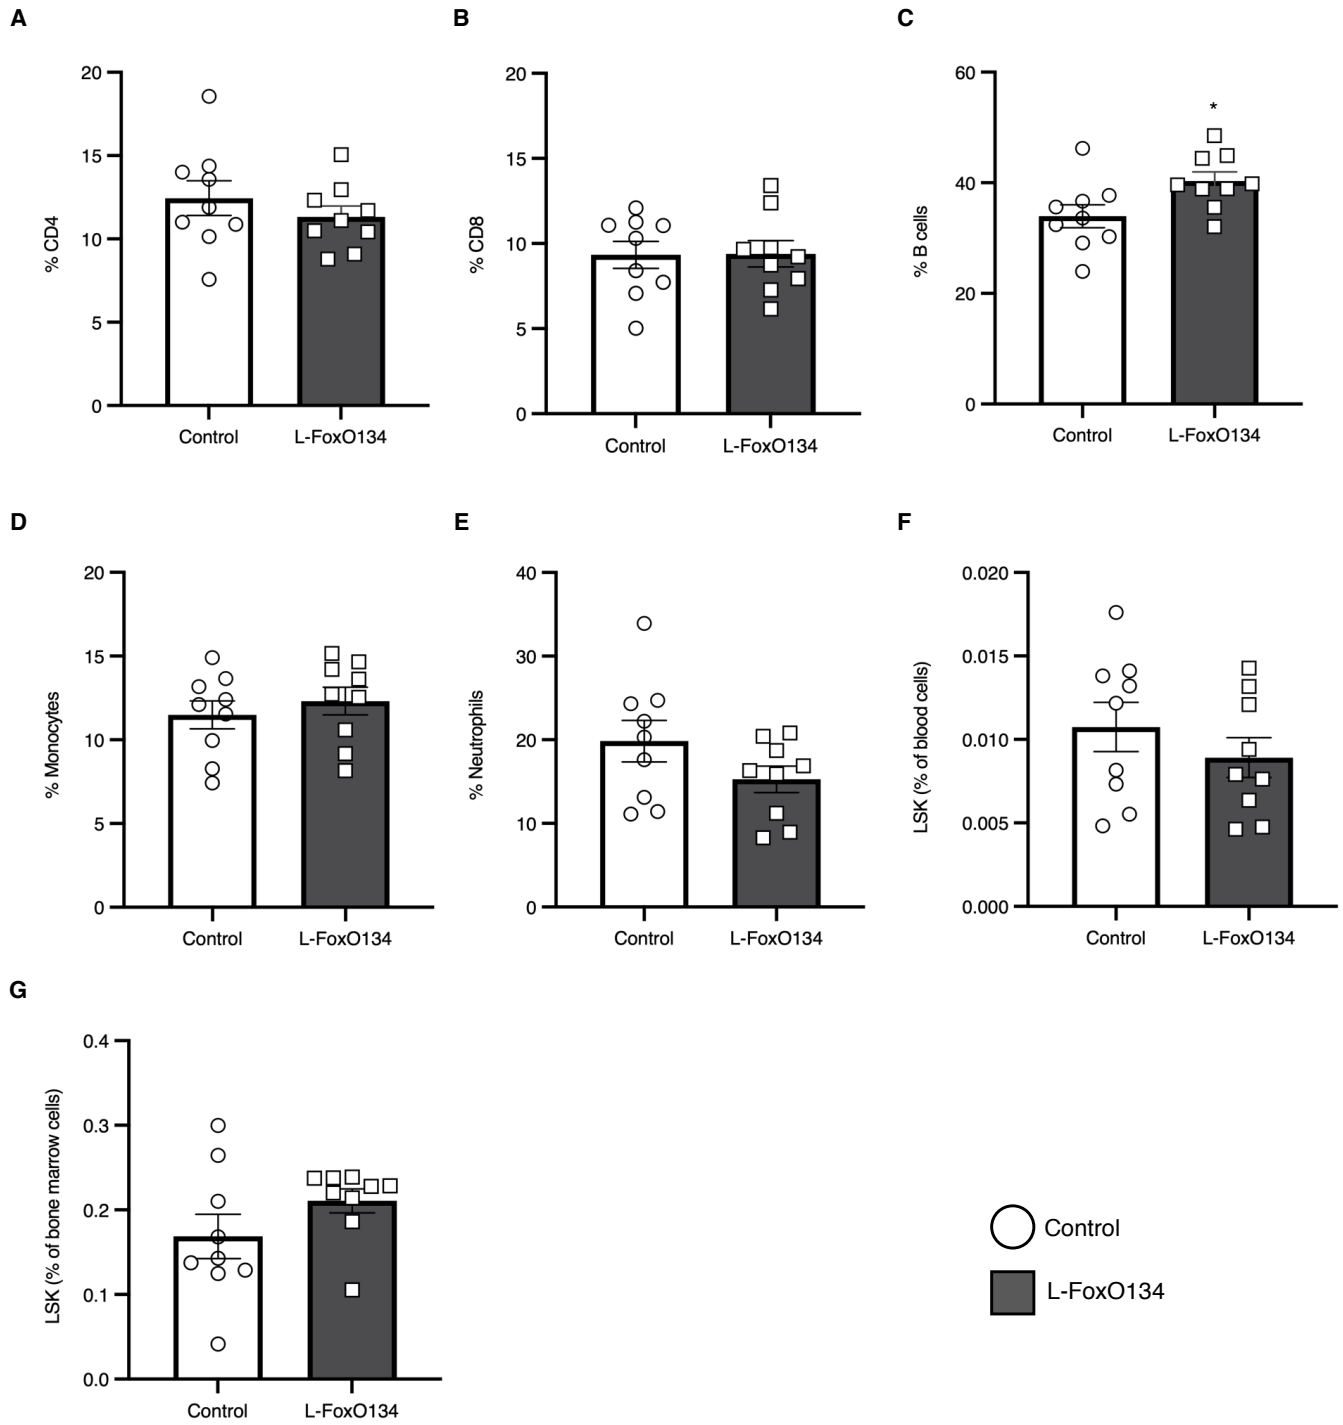 A
B
C
20
15
10
5
0
% CD4
Control
L-FoxO134
20
15
10
5
0
% CD8
Control
L-FoxO134
60
40
20
0
% B cells
*
Control
L-FoxO134
D
E
F
20
15
10
5
0
% Monocytes
Control
L-FoxO134
40
30
20
10
0
% Neutrophils
Control
L-FoxO134
0.020
0.015
0.010
0.005
0.000
LSK (% of blood cells)
Control
L-FoxO134
G
0.4
0.3
0.2
0.1
0.0
LSK (% of bone marrow cells)
Control
L-FoxO134
Control
L-FoxO134